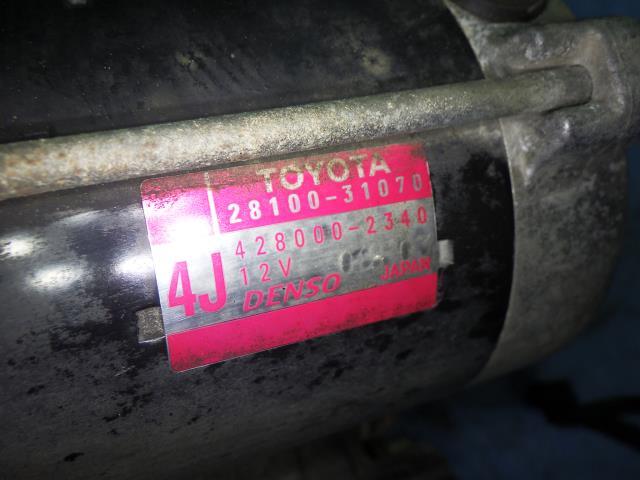 TOYOTA
28100-31070
428000-2340
4J 12V
DENSO JAPAN